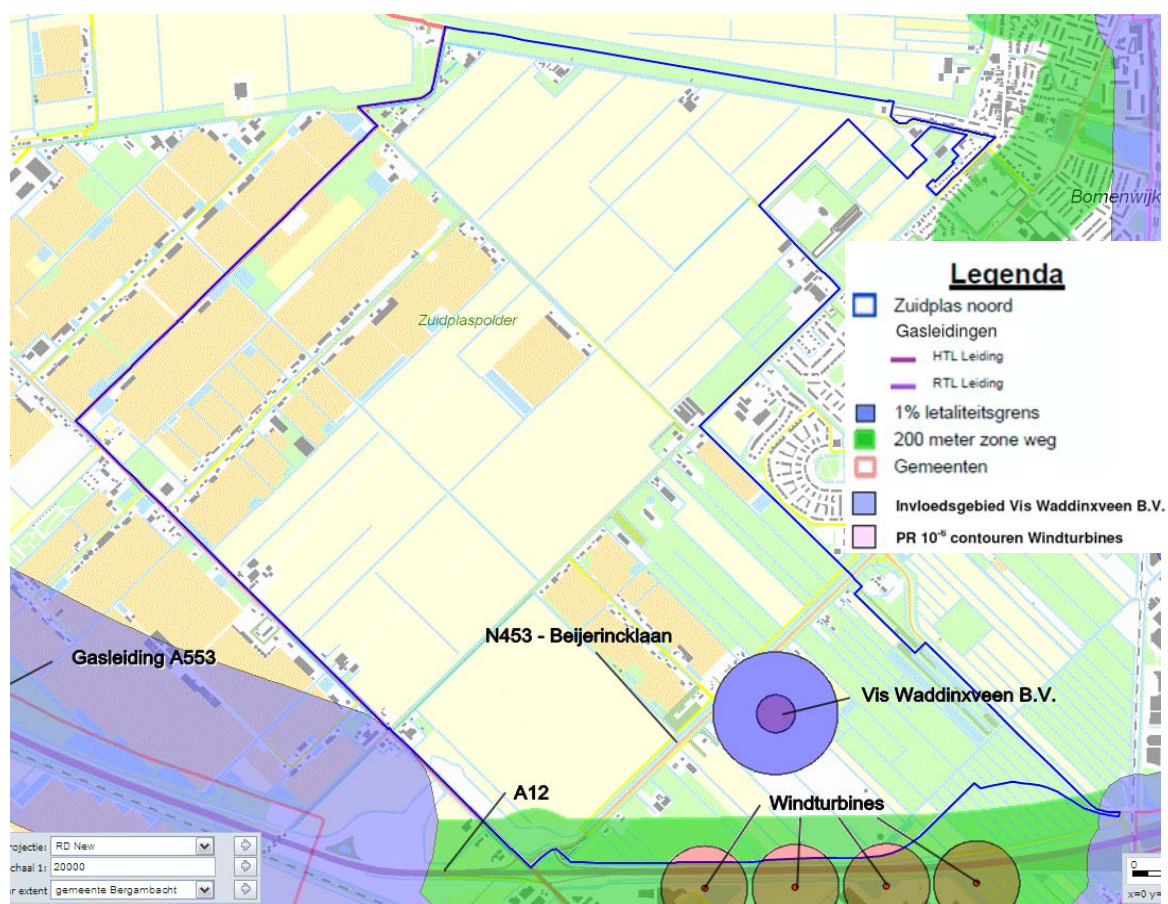 Bomenwijk
Legenda
Zuidplas noord
Gasleidingen
HTL Leiding
RTL Leiding
1% letaliteitsgrens
200 meter zone weg
Gemeenten
Invloedsgebied Vis Waddinxveen B.V.
PR 10⁻⁶ contouren Windturbines
Zuidplaspolder
N453 - Beijerincklaan
Gasleiding A553
Vis Waddinxveen B.V.
A12
Windturbines
rojectie: RD New
chaal 1: 20000
ar extent gemeente Bergambacht
0
x=0 y=